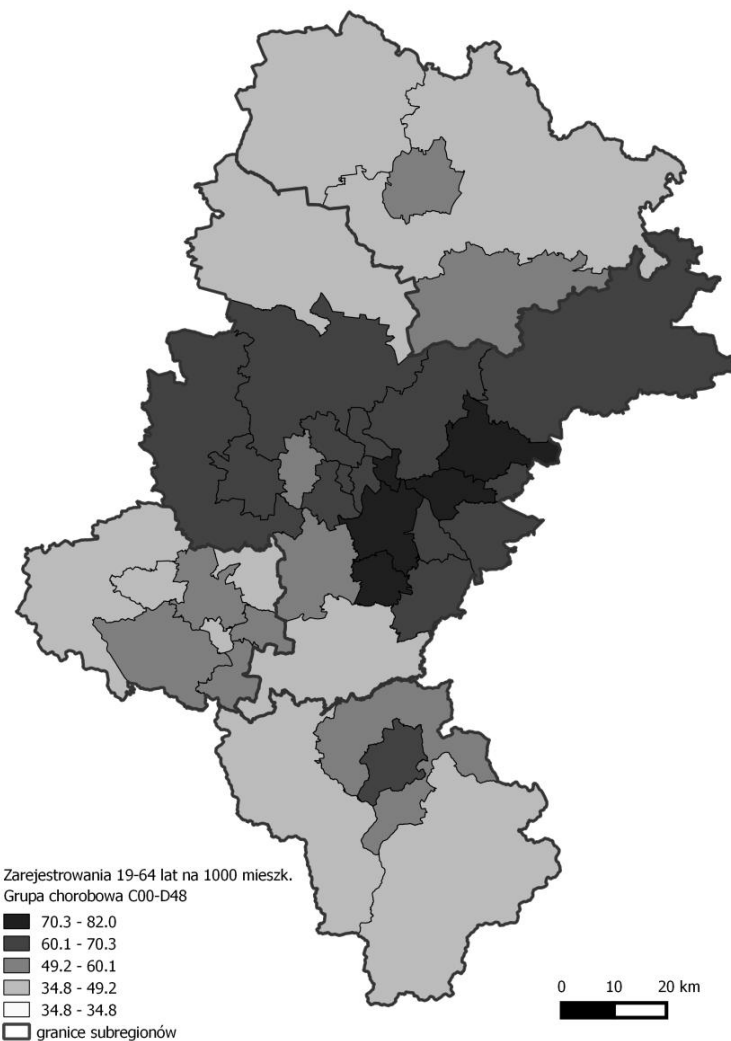 Zarejestrowania 19-64 lat na 1000 mieszk.
Grupa chorobowa C00-D48
70.3 - 82.0
60.1 - 70.3
49.2 - 60.1
34.8 - 49.2
34.8 - 34.8
granice subregionów
0 10 20 km